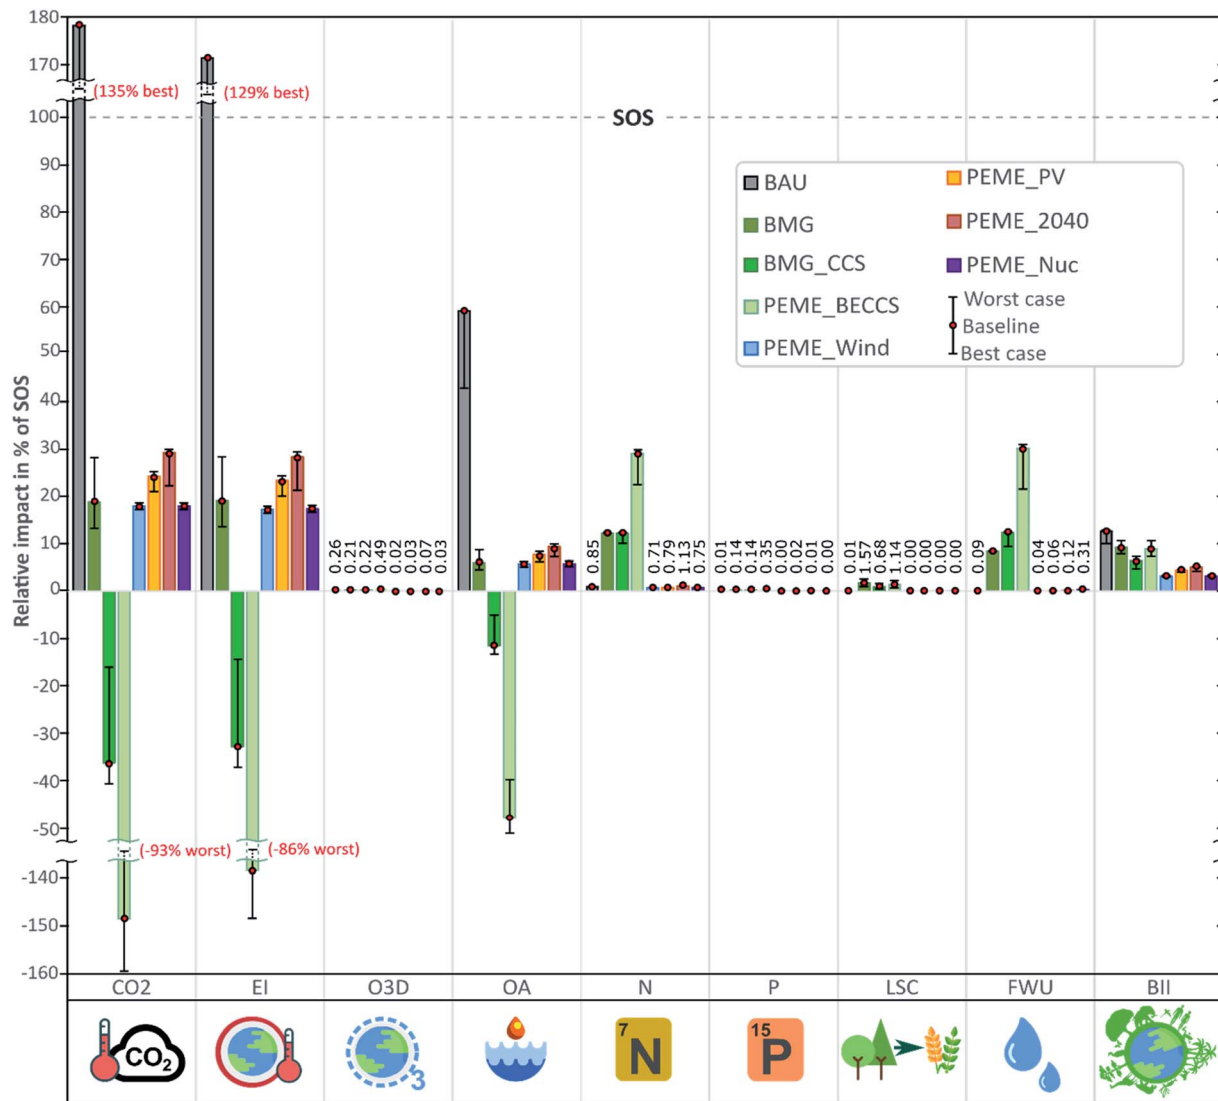 180
170
(135% best)
(129% best)
100
SOS
90
80
70
60
50
40
30
20
10
0
-10
-20
-30
-40
-50
-140
-150
-160
Relative impact in % of SOS
BAU
BMG
BMG_CCS
PEME_BECCS
PEME_Wind
PEME_PV
PEME_2040
PEME_Nuc
Worst case
Baseline
Best case
0.26
0.21
0.22
0.49
0.02
0.03
0.07
0.03
0.85
0.71
0.79
1.13
0.75
0.01
0.14
0.14
0.35
0.00
0.02
0.01
0.00
0.01
1.57
0.68
1.14
0.00
0.00
0.00
0.00
0.09
0.04
0.06
0.12
0.31
(-93% worst)
(-86% worst)
CO2
EI
O3D
OA
N
P
LSC
FWU
BII
CO2
3
7
N
15
P